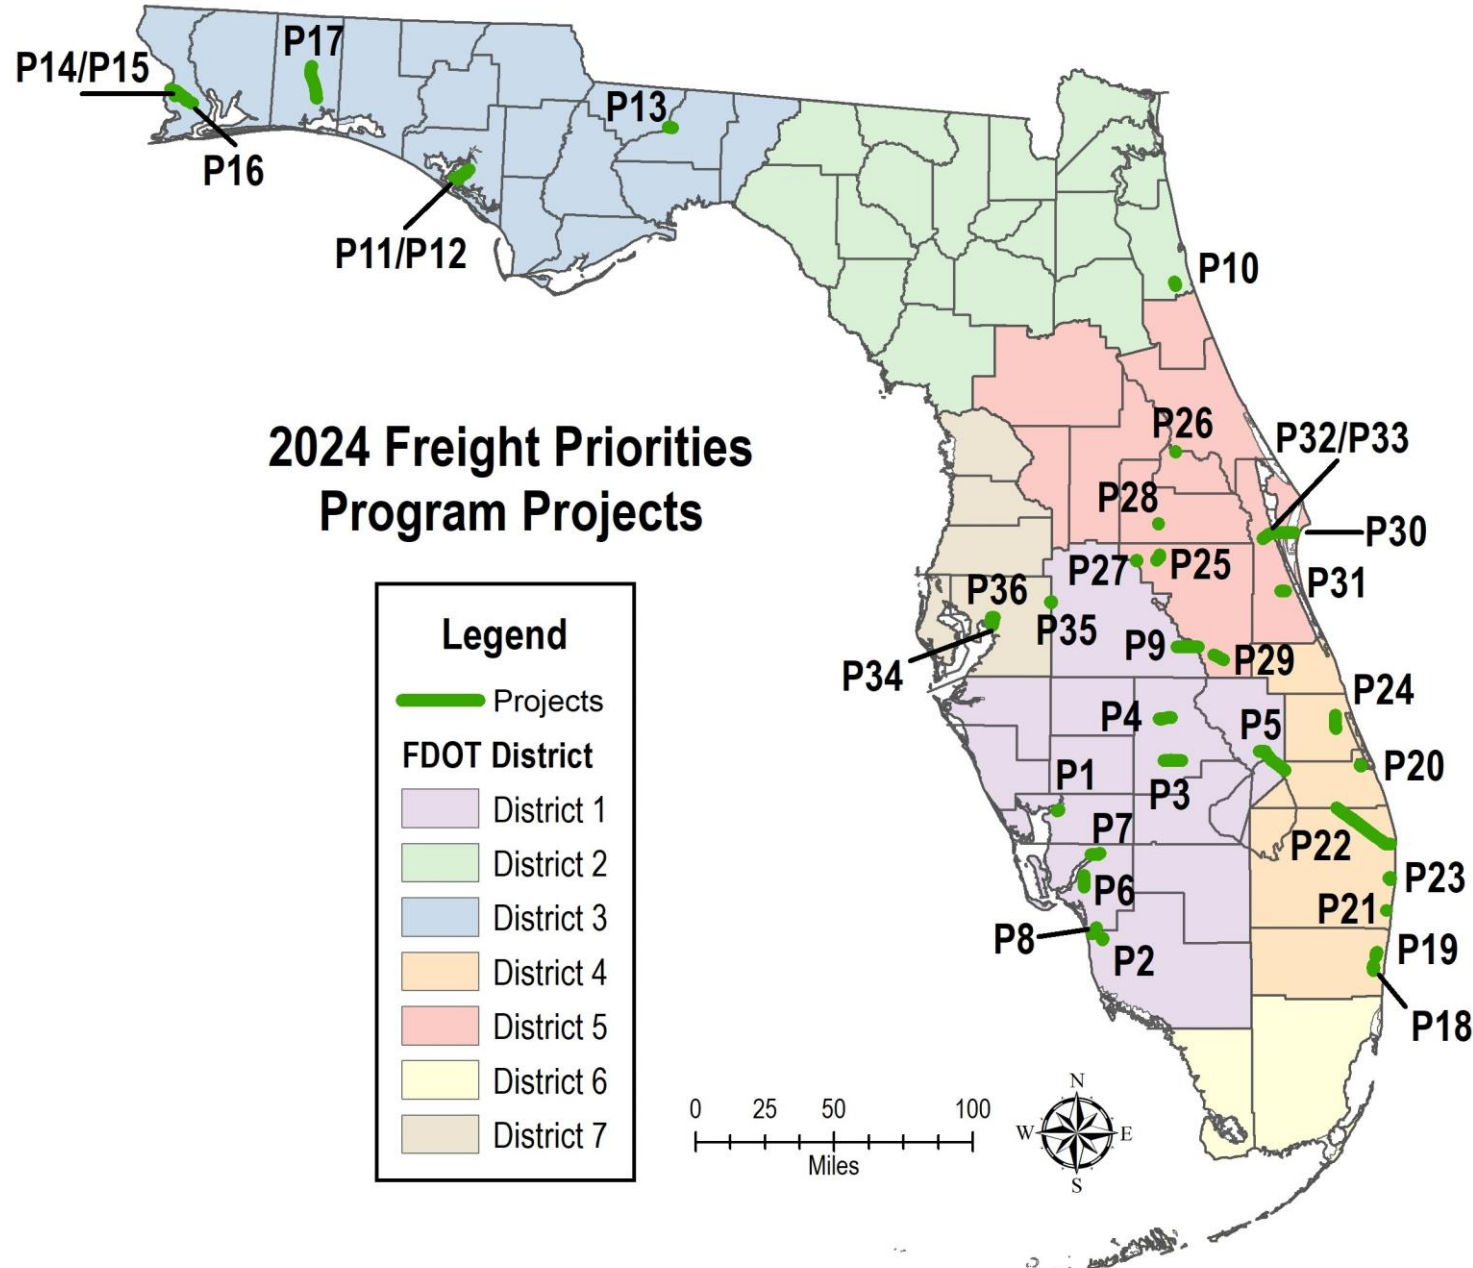 P17
P14/P15
P13
P16
P11/P12
P10
2024 Freight Priorities
Program Projects
P26
P32/P33
P28
P30
P27
P25
P31
P36
P35
P9
P29
P34
P24
P4
P5
P20
P1
P3
P7
P22
P23
P6
P21
P8
P2
P19
P18
Legend
Projects
FDOT District
District 1
District 2
District 3
District 4
District 5
District 6
District 7
0 25 50 100
Miles
N
W E
S